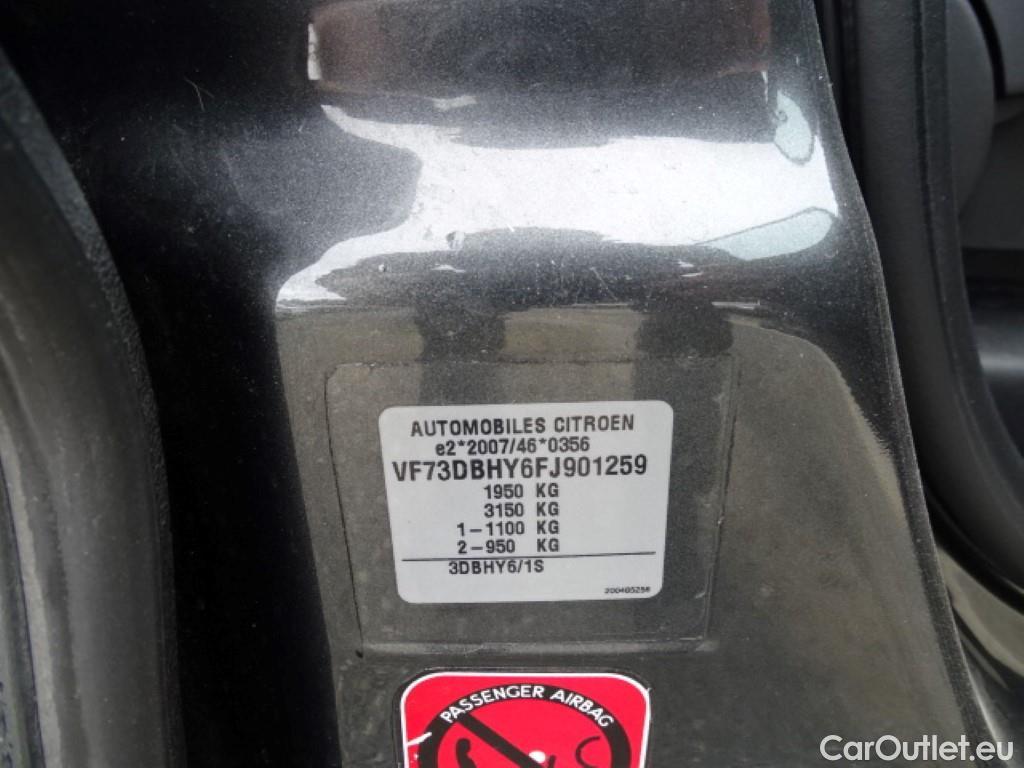 AUTOMOBILES CITROEN
e2*2007/46*0356
VF73DBHY6FJ901259
1950 KG
3150 KG
1-1100 KG
2-950 KG
3DBHY6/1S
PASSENGER AIRBAG
CarOutlet.eu